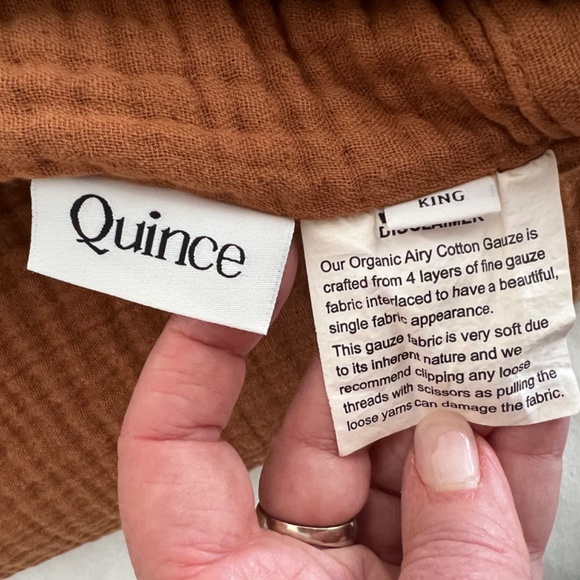 Quince
KING
DISCLAIMER
Our Organic Airy Cotton Gauze is
crafted from 4 layers of fine gauze
fabric interlaced to have a beautiful,
single fabric appearance.
This gauze fabric is very soft due
to its inherent nature and we
recommend clipping any loose
threads with scissors as pulling the
loose yarns can damage the fabric.